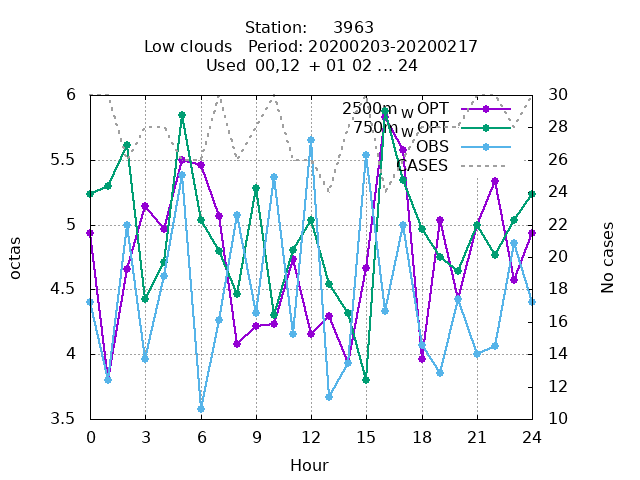 Station: 3963
Low clouds Period: 20200203-20200217
Used 00,12 + 01 02 ... 24
2500m w OPT
750m w OPT
OBS
CASES
6
5.5
5
4.5
4
3.5
30
28
26
24
22
20
18
16
14
12
10
octas
No cases
0 3 6 9 12 15 18 21 24
Hour